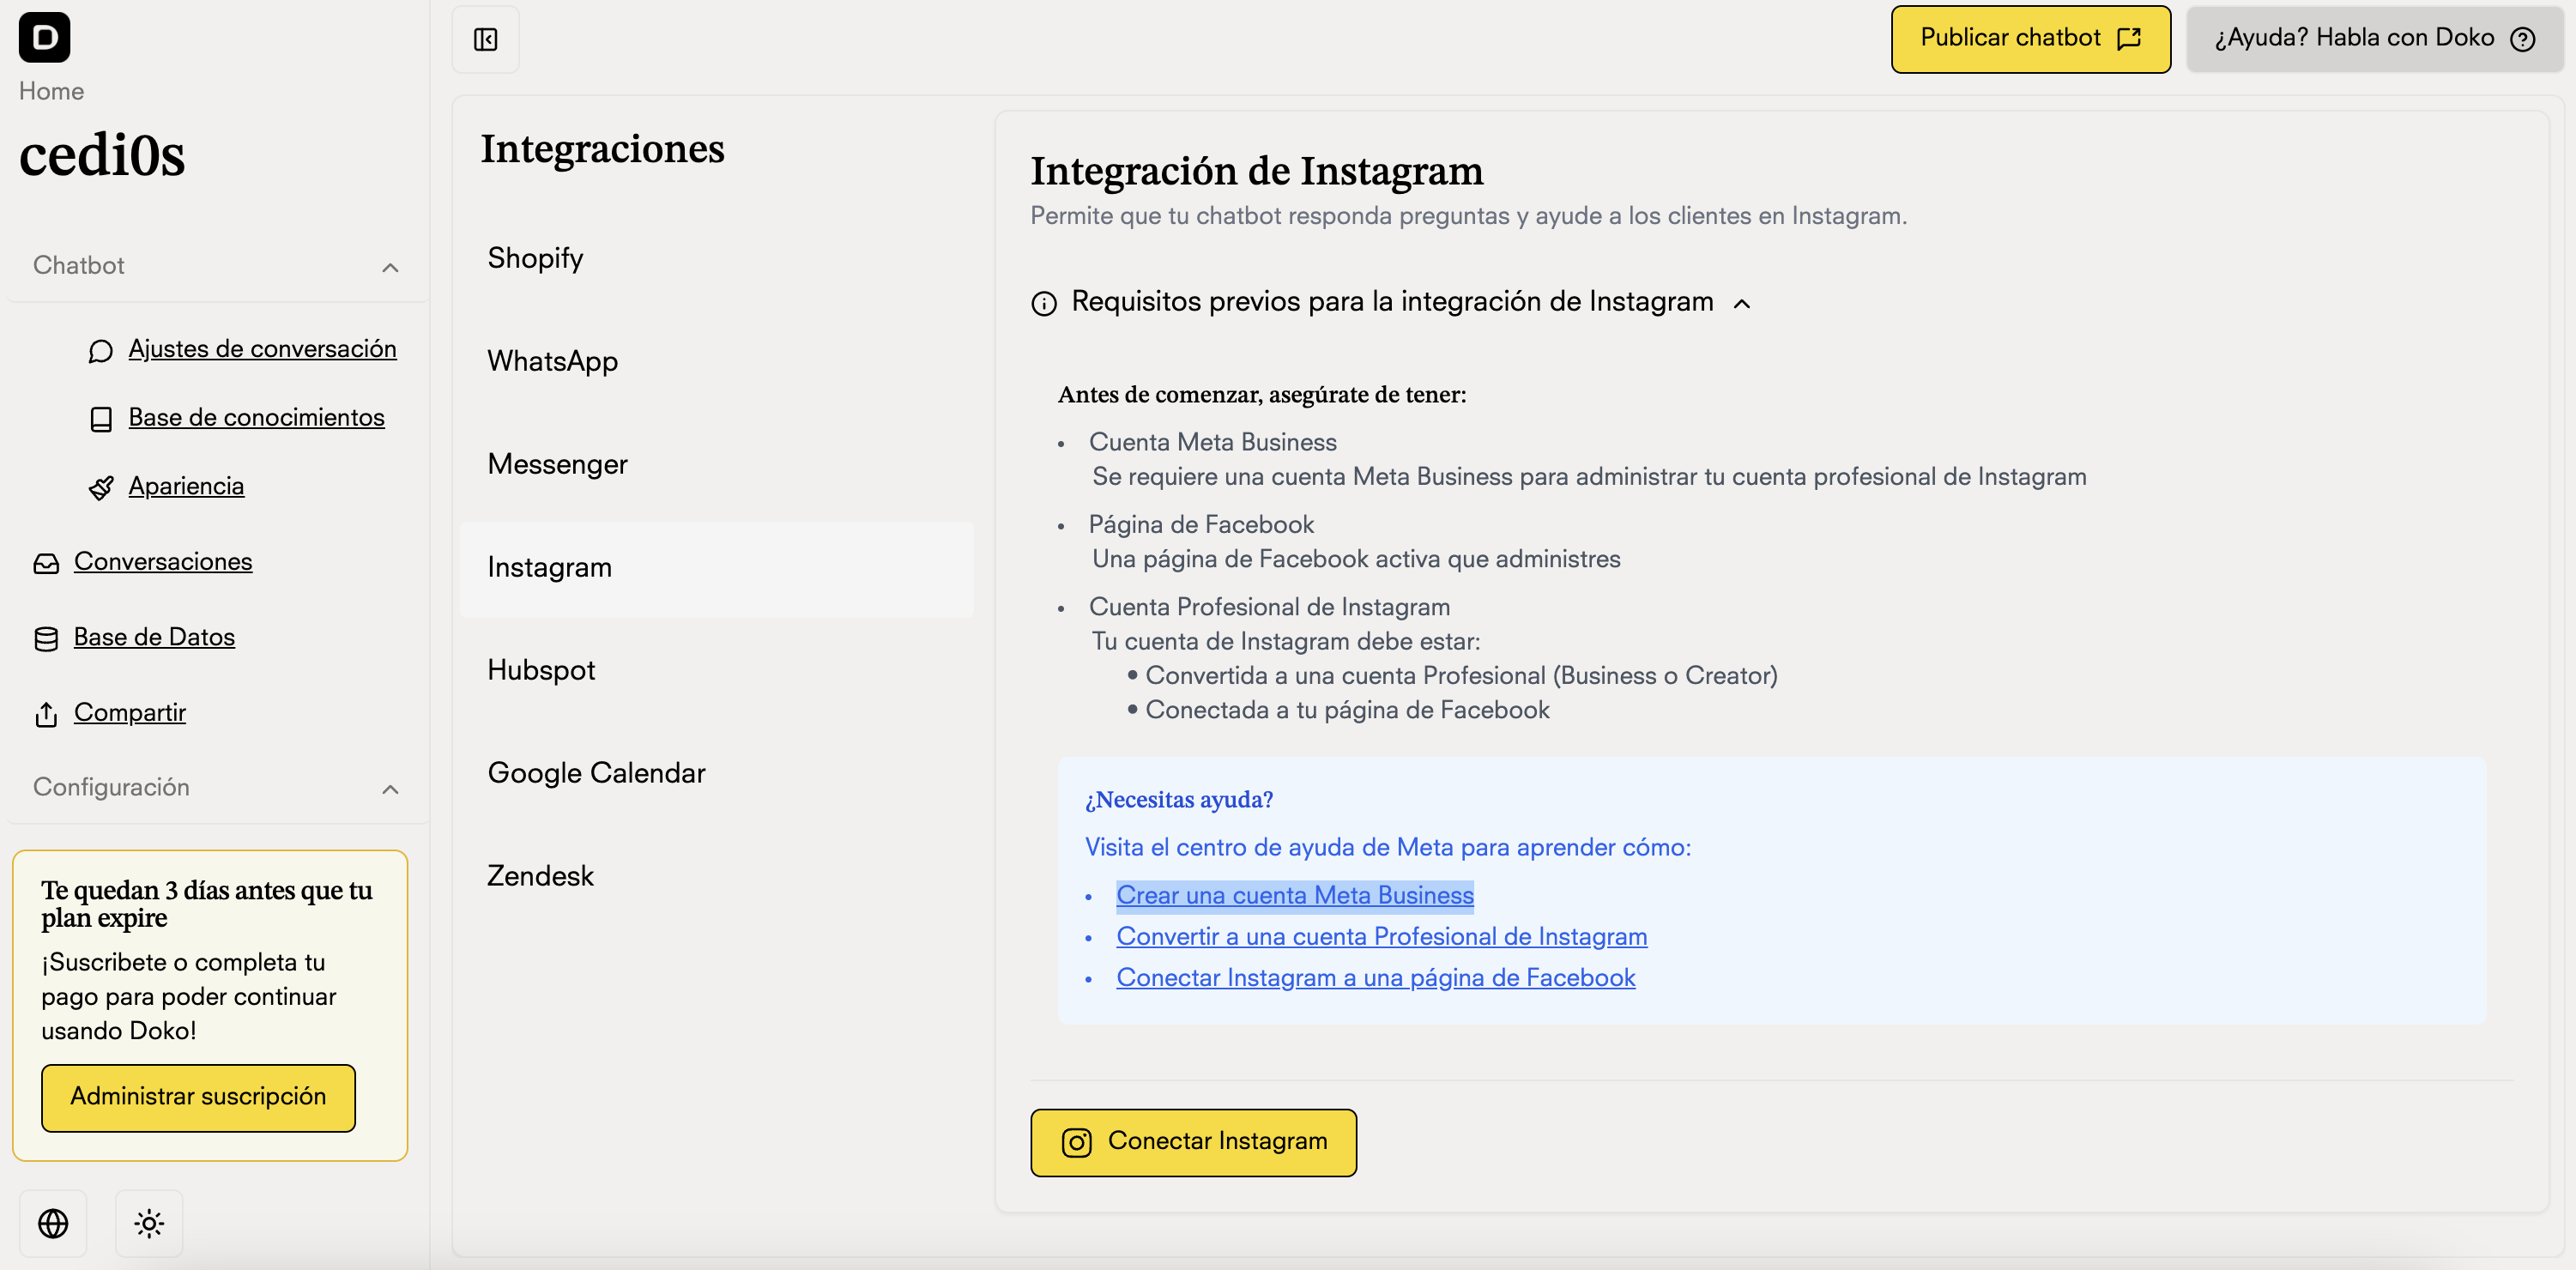 Home
cedi0s
Chatbot
Ajustes de conversación
Base de conocimientos
Apariencia
Conversaciones
Base de Datos
Compartir
Configuración
Te quedan 3 días antes que tu
plan expire
¡Suscribete o completa tu
pago para poder continuar
usando Doko!
Administrar suscripción
Publicar chatbot
¿Ayuda? Habla con Doko
Integraciones
Shopify
WhatsApp
Messenger
Instagram
Hubspot
Google Calendar
Zendesk
Integración de Instagram
Permite que tu chatbot responda preguntas y ayude a los clientes en Instagram.
Requisitos previos para la integración de Instagram
Antes de comenzar, asegúrate de tener:
• Cuenta Meta Business
Se requiere una cuenta Meta Business para administrar tu cuenta profesional de Instagram
• Página de Facebook
Una página de Facebook activa que administres
• Cuenta Profesional de Instagram
Tu cuenta de Instagram debe estar:
• Convertida a una cuenta Profesional (Business o Creator)
• Conectada a tu página de Facebook
¿Necesitas ayuda?
Visita el centro de ayuda de Meta para aprender cómo:
• Crear una cuenta Meta Business
• Convertir a una cuenta Profesional de Instagram
• Conectar Instagram a una página de Facebook
Conectar Instagram